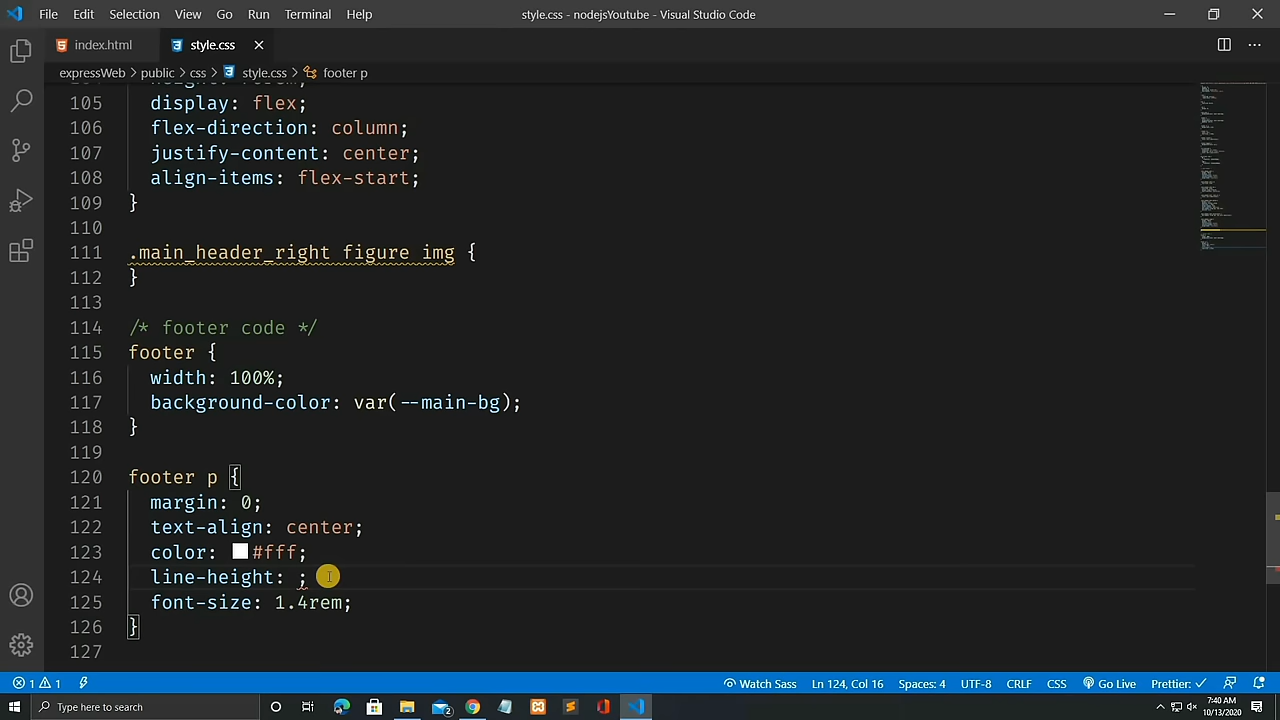 File Edit Selection View Go Run Terminal Help style.css - nodejsYoutube - Visual Studio Code
index.html style.css
expressWeb > public > css > style.css > footer p
105 display: flex;
106 flex-direction: column;
107 justify-content: center;
108 align-items: flex-start;
109 }
110
111 .main_header_right figure img {
112 }
113
114 /* footer code */
115 footer {
116 width: 100%;
117 background-color: var(--main-bg);
118 }
119
120 footer p {
121 margin: 0;
122 text-align: center;
123 color: #fff;
124 line-height: ;
125 font-size: 1.4rem;
126 }
127
1 1 Watch Sass Ln 124, Col 16 Spaces: 4 UTF-8 CRLF CSS Go Live Prettier: ✓
Type here to search 2 7:40 AM
10/13/2020